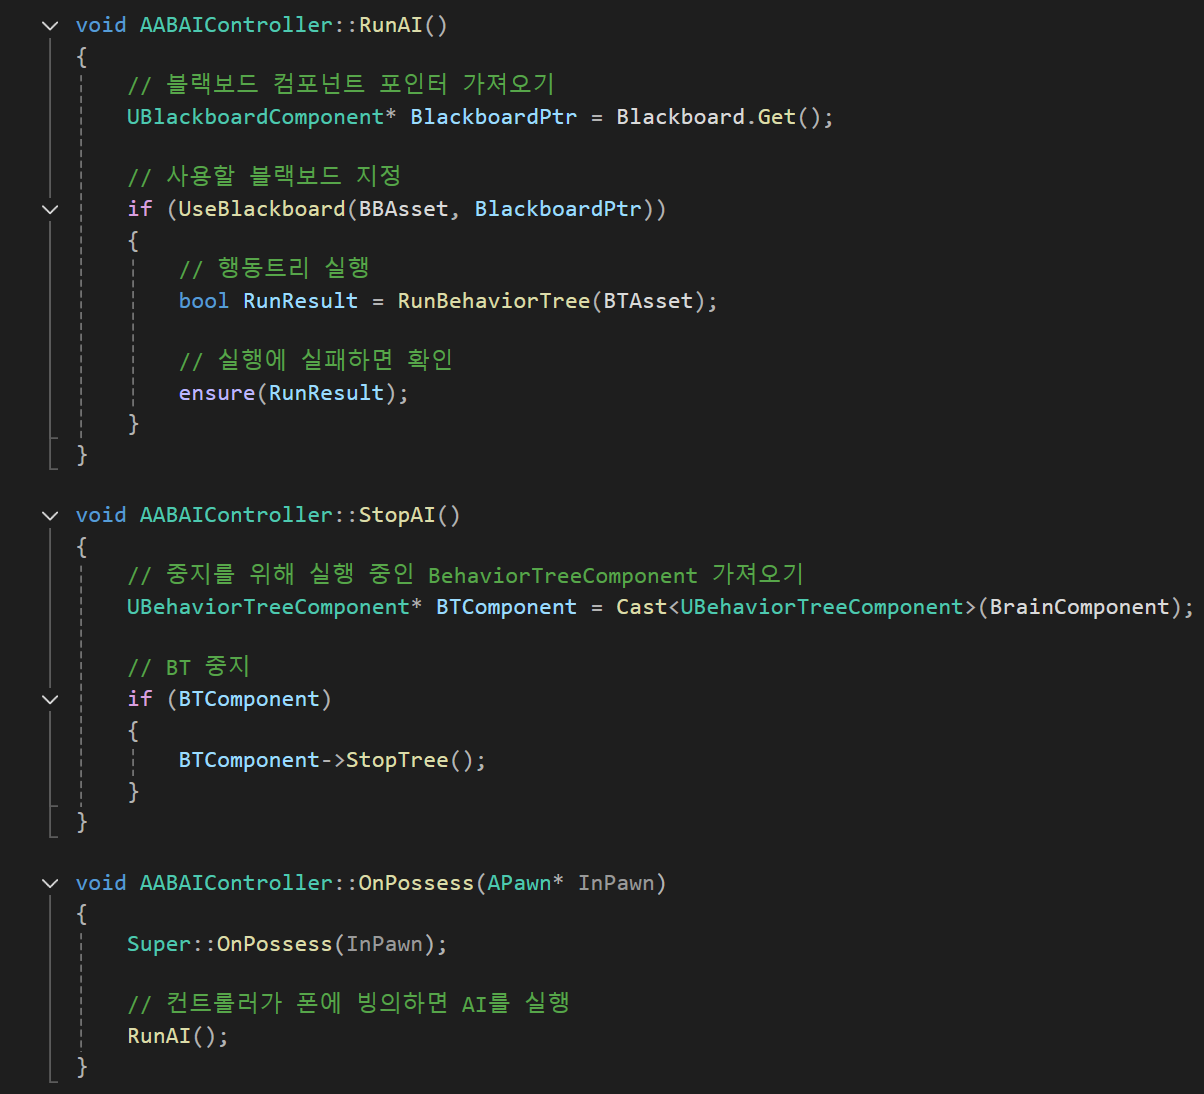 void AABAIController::RunAI()
{
// 블랙보드 컴포넌트 포인터 가져오기
UBlackboardComponent* BlackboardPtr = Blackboard.Get();
// 사용할 블랙보드 지정
if (UseBlackboard(BBAsset, BlackboardPtr))
{
// 행동트리 실행
bool RunResult = RunBehaviorTree(BTAsset);
// 실행에 실패하면 확인
ensure(RunResult);
}
}
void AABAIController::StopAI()
{
// 중지를 위해 실행 중인 BehaviorTreeComponent 가져오기
UBehaviorTreeComponent* BTComponent = Cast<UBehaviorTreeComponent>(BrainComponent);
// BT 중지
if (BTComponent)
{
BTComponent->StopTree();
}
}
void AABAIController::OnPossess(APawn* InPawn)
{
Super::OnPossess(InPawn);
// 컨트롤러가 폰에 빙의하면 AI를 실행
RunAI();
}